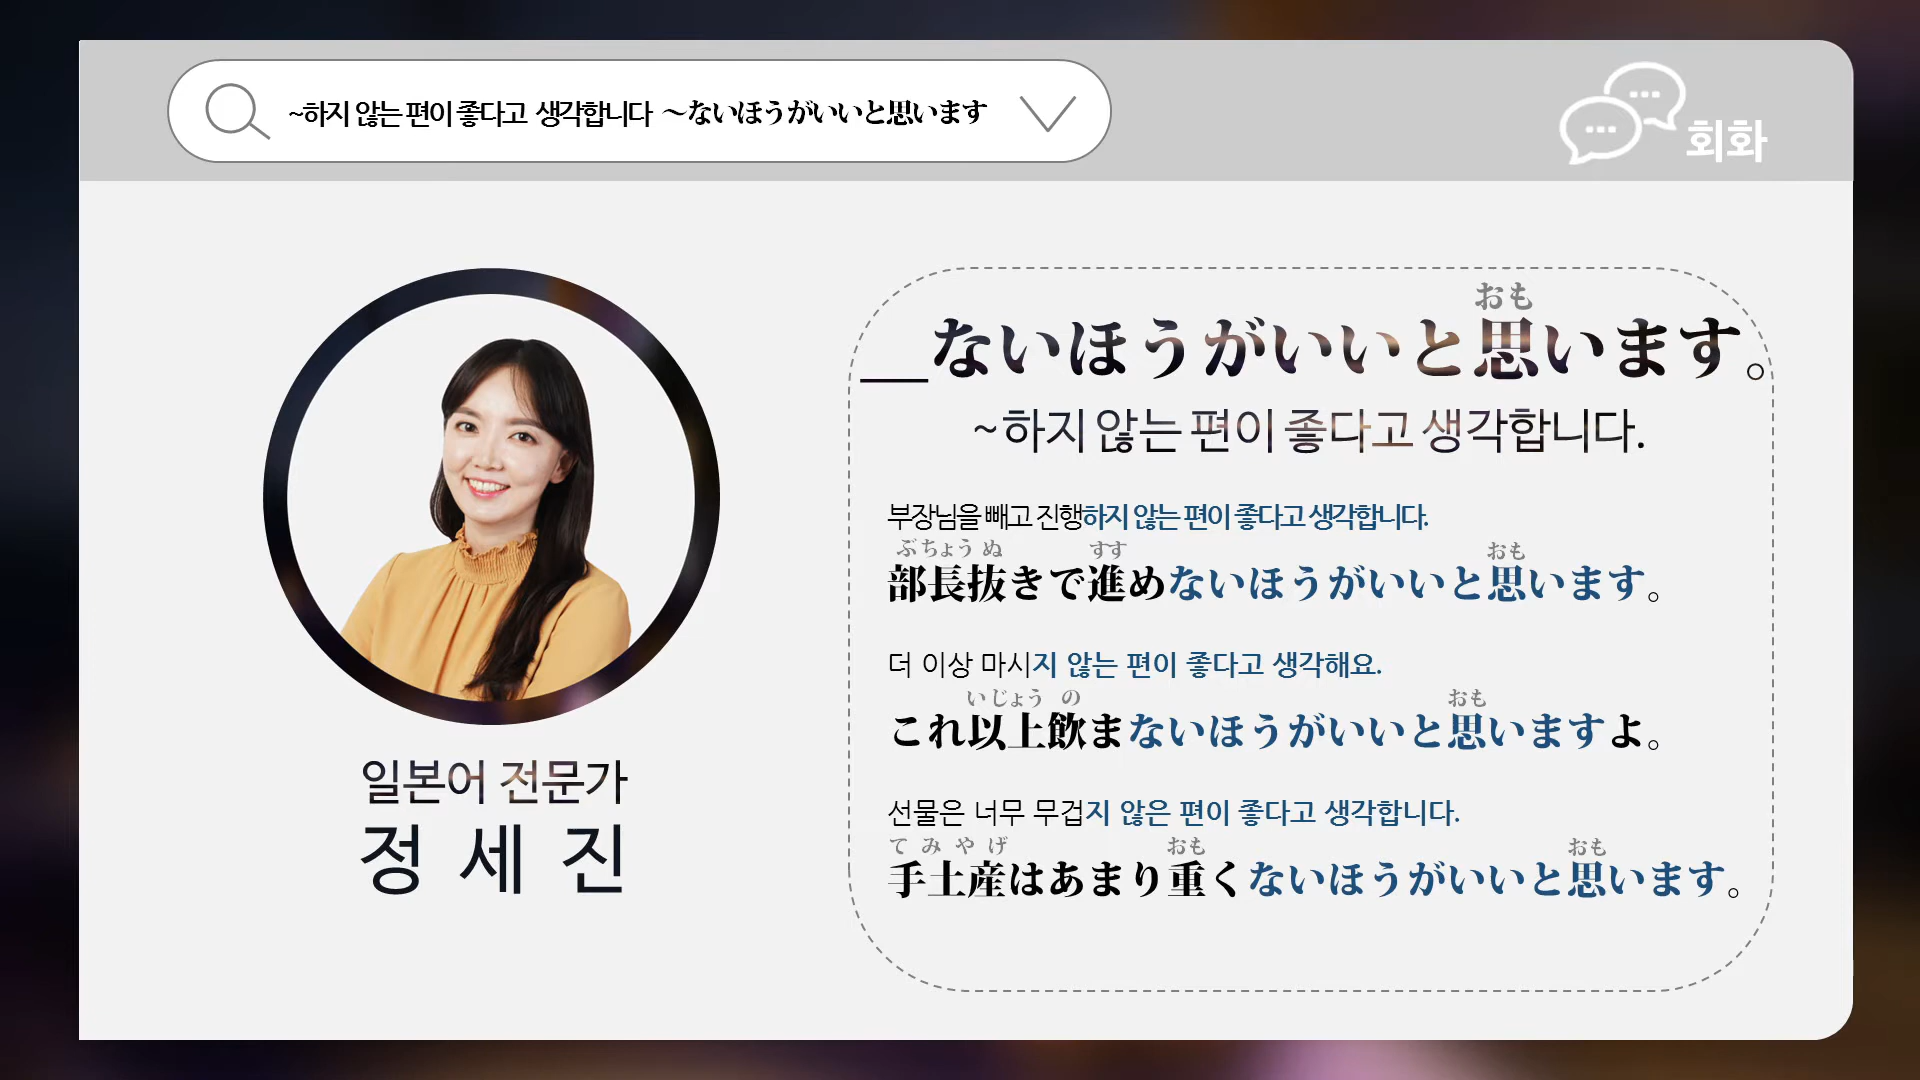 ~하지 않는 편이 좋다고 생각합니다 ～ないほうがいいと思います
회화
おも
__ないほうがいいと思います。
~하지 않는 편이 좋다고 생각합니다.
부장님을 빼고 진행하지 않는 편이 좋다고 생각합니다.
ぶちょう ぬ すす おも
部長抜きで進めないほうがいいと思います。
더 이상 마시지 않는 편이 좋다고 생각해요.
いじょう の おも
これ以上飲まないほうがいいと思いますよ。
선물은 너무 무겁지 않은 편이 좋다고 생각합니다.
てみやげ おも おも
手土産はあまり重くないほうがいいと思います。
일본어 전문가
정세진